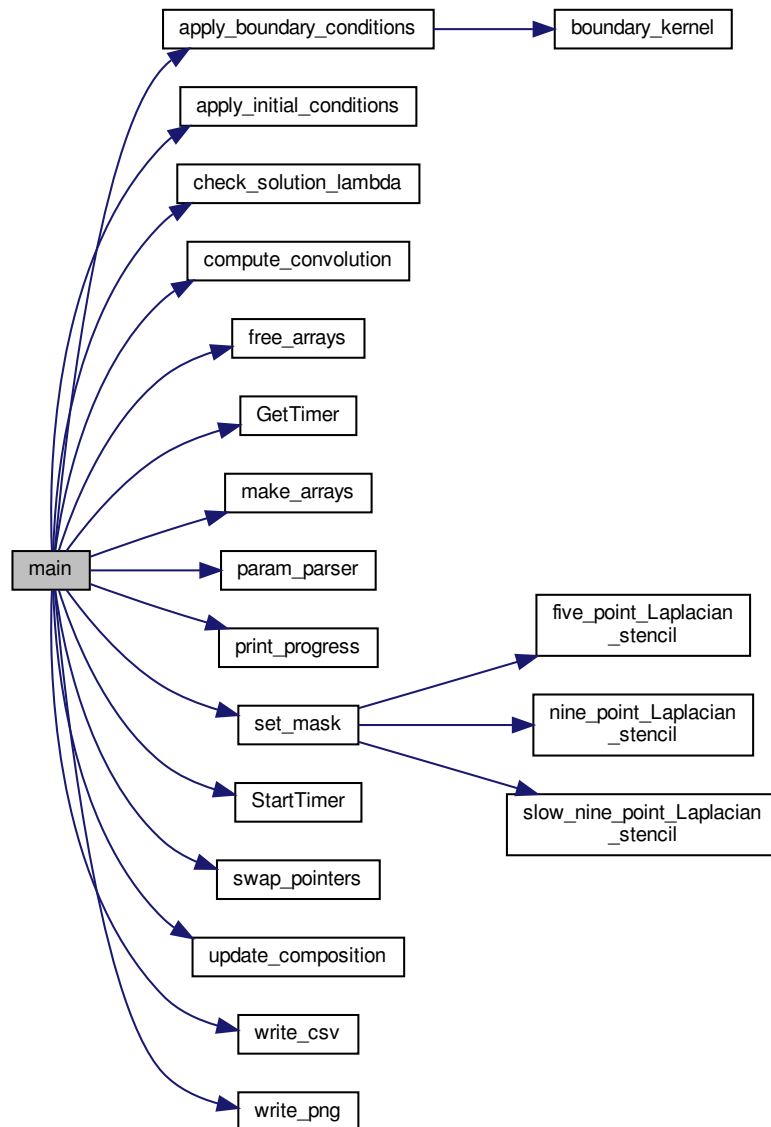 apply_boundary_conditions
boundary_kernel
apply_initial_conditions
check_solution_lambda
compute_convolution
free_arrays
GetTimer
make_arrays
main
param_parser
print_progress
set_mask
five_point_Laplacian
_stencil
nine_point_Laplacian
_stencil
slow_nine_point_Laplacian
_stencil
StartTimer
swap_pointers
update_composition
write_csv
write_png